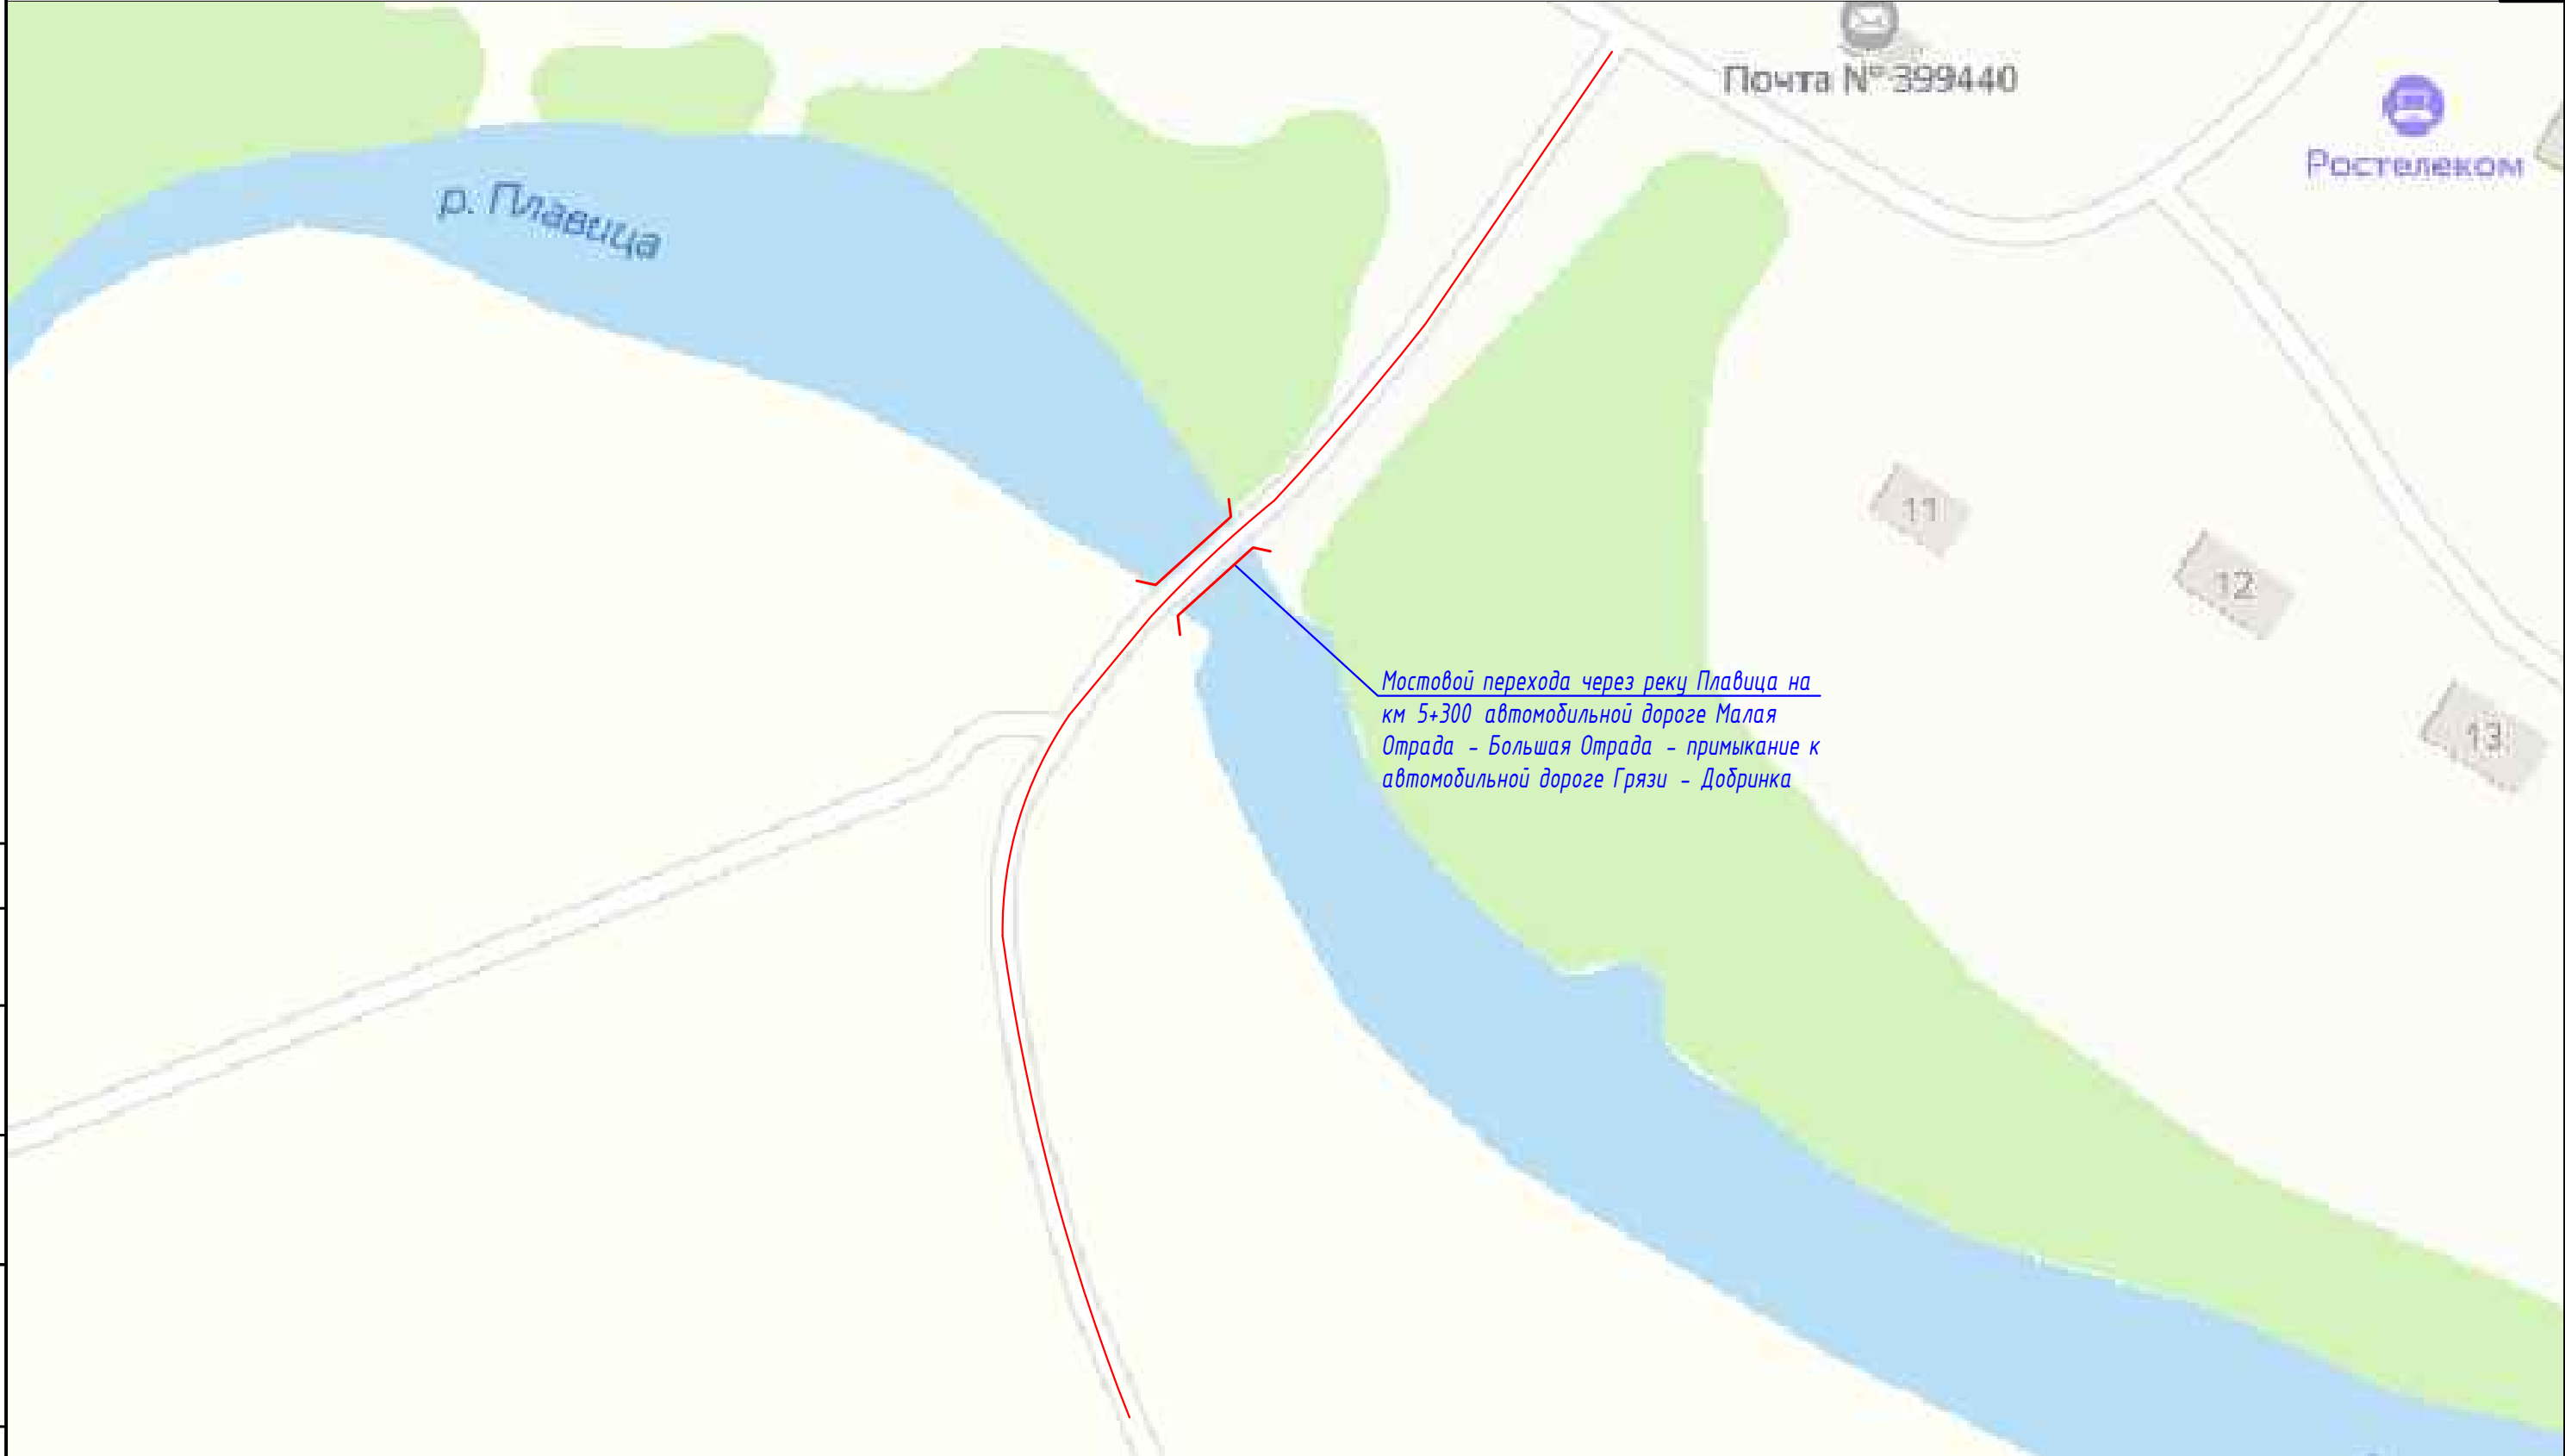 Почта № 399440
Ростелеком
р. Плавица
11
12
13
Мостовой перехода через реку Плавица на
км 5+300 автомобильной дороге Малая
Отрада - Большая Отрада - примыкание к
автомобильной дороге Грязи - Добринка